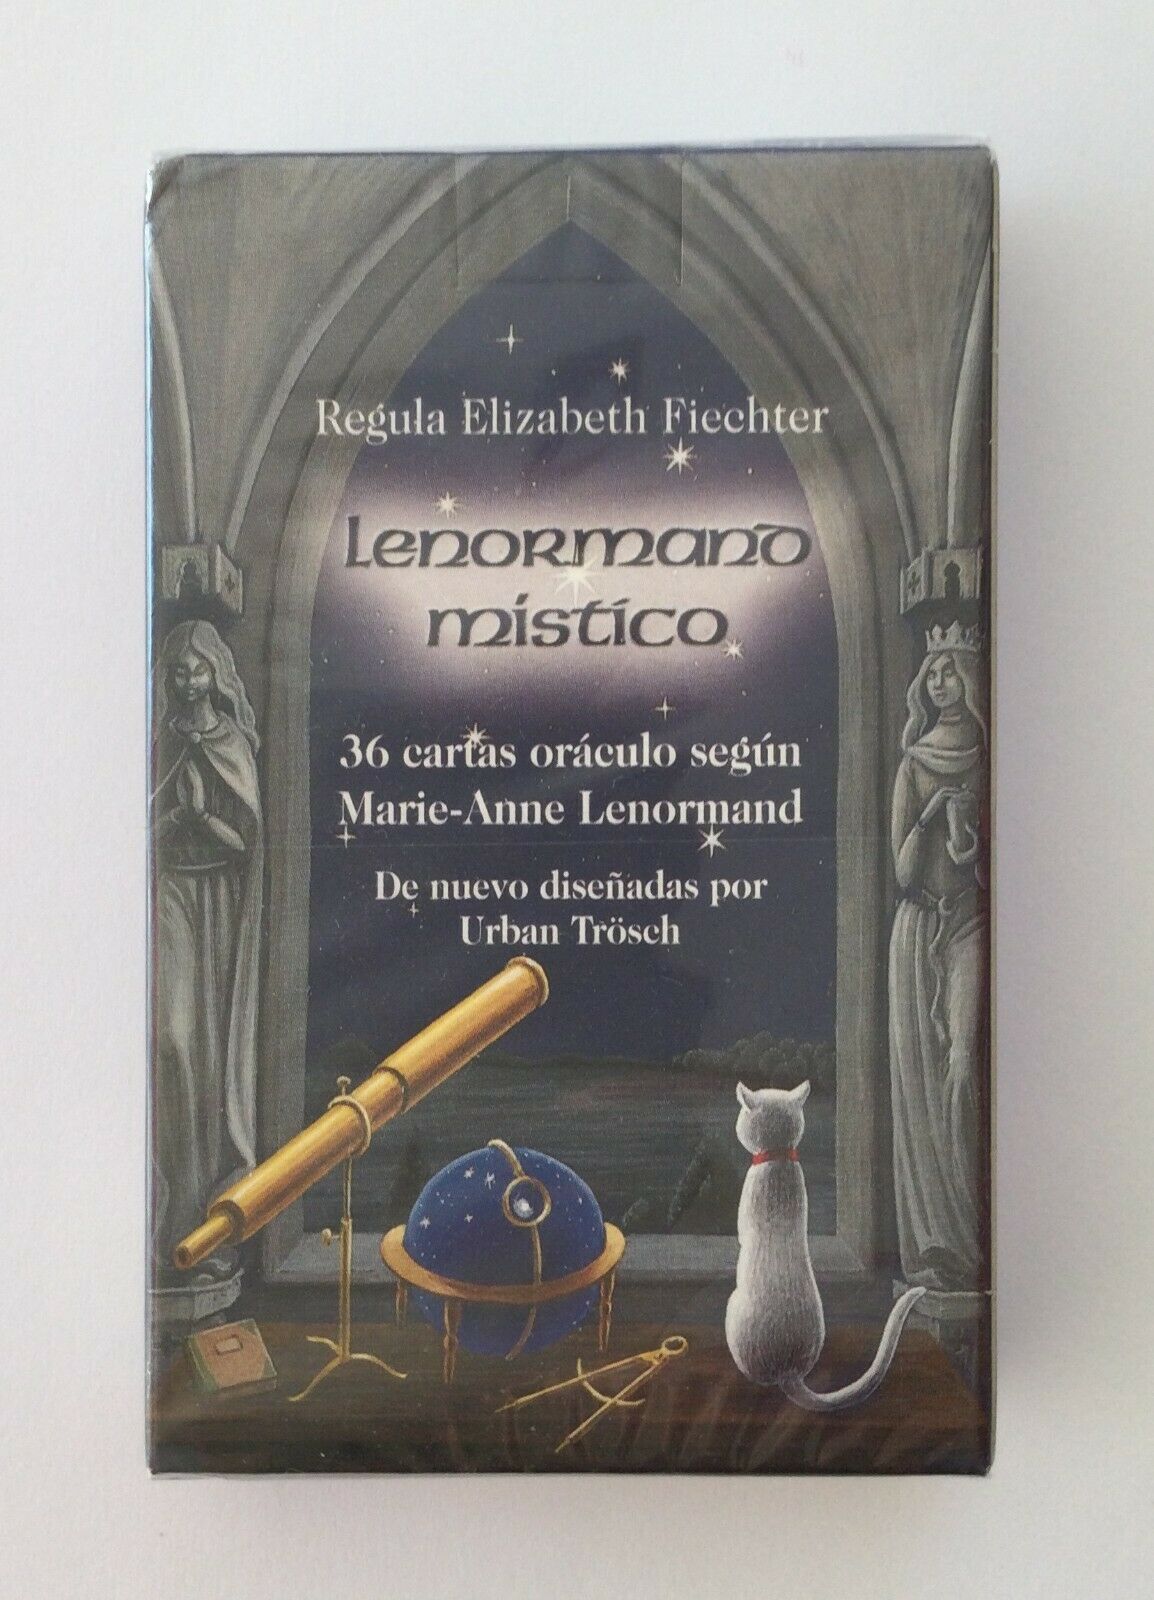 Regula Elizabeth Fiechter
Lenormand
místico
36 cartas oráculo según
Marie-Anne Lenormand
De nuevo diseñadas por
Urban Trösch